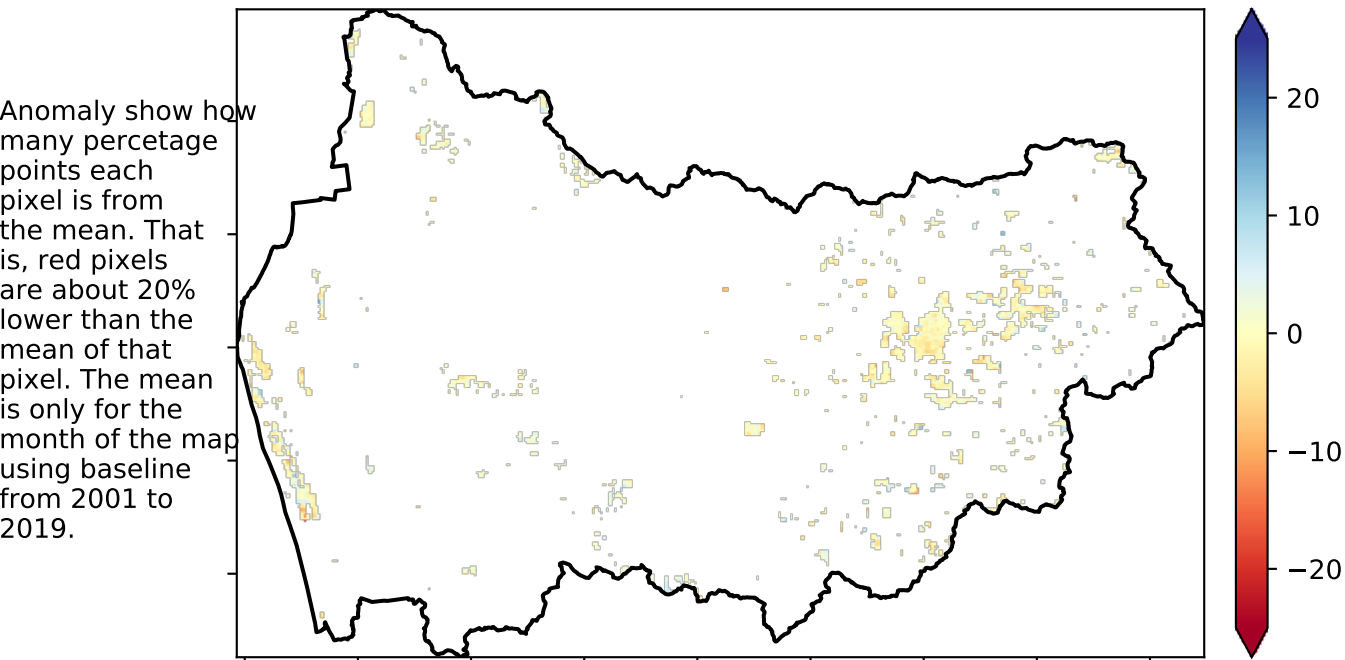 Anomaly show how
many percetage
points each
pixel is from
the mean. That
is, red pixels
are about 20%
lower than the
mean of that
pixel. The mean
is only for the
month of the map
using baseline
from 2001 to
2019.
20
10
0
−10
−20